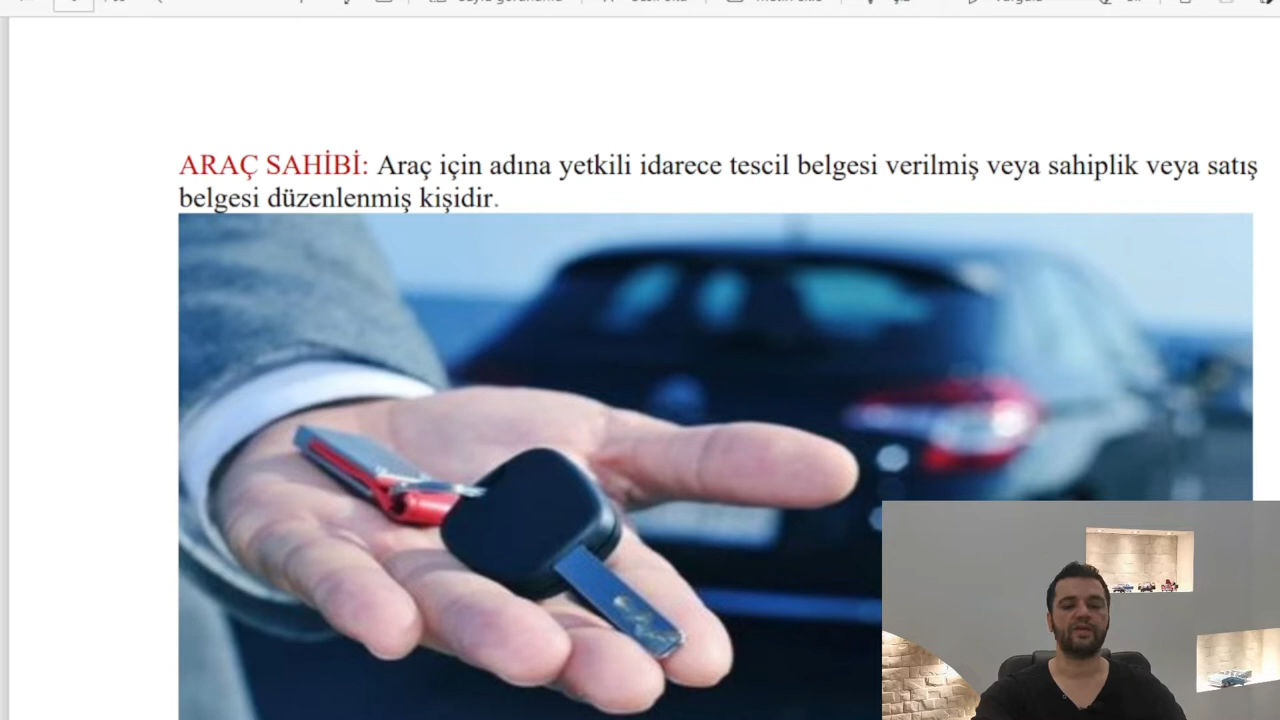 ARAÇ SAHİBİ: Araç için adına yetkili idarece tescil belgesi verilmiş veya sahiplik veya satış
belgesi düzenlenmiş kişidir.